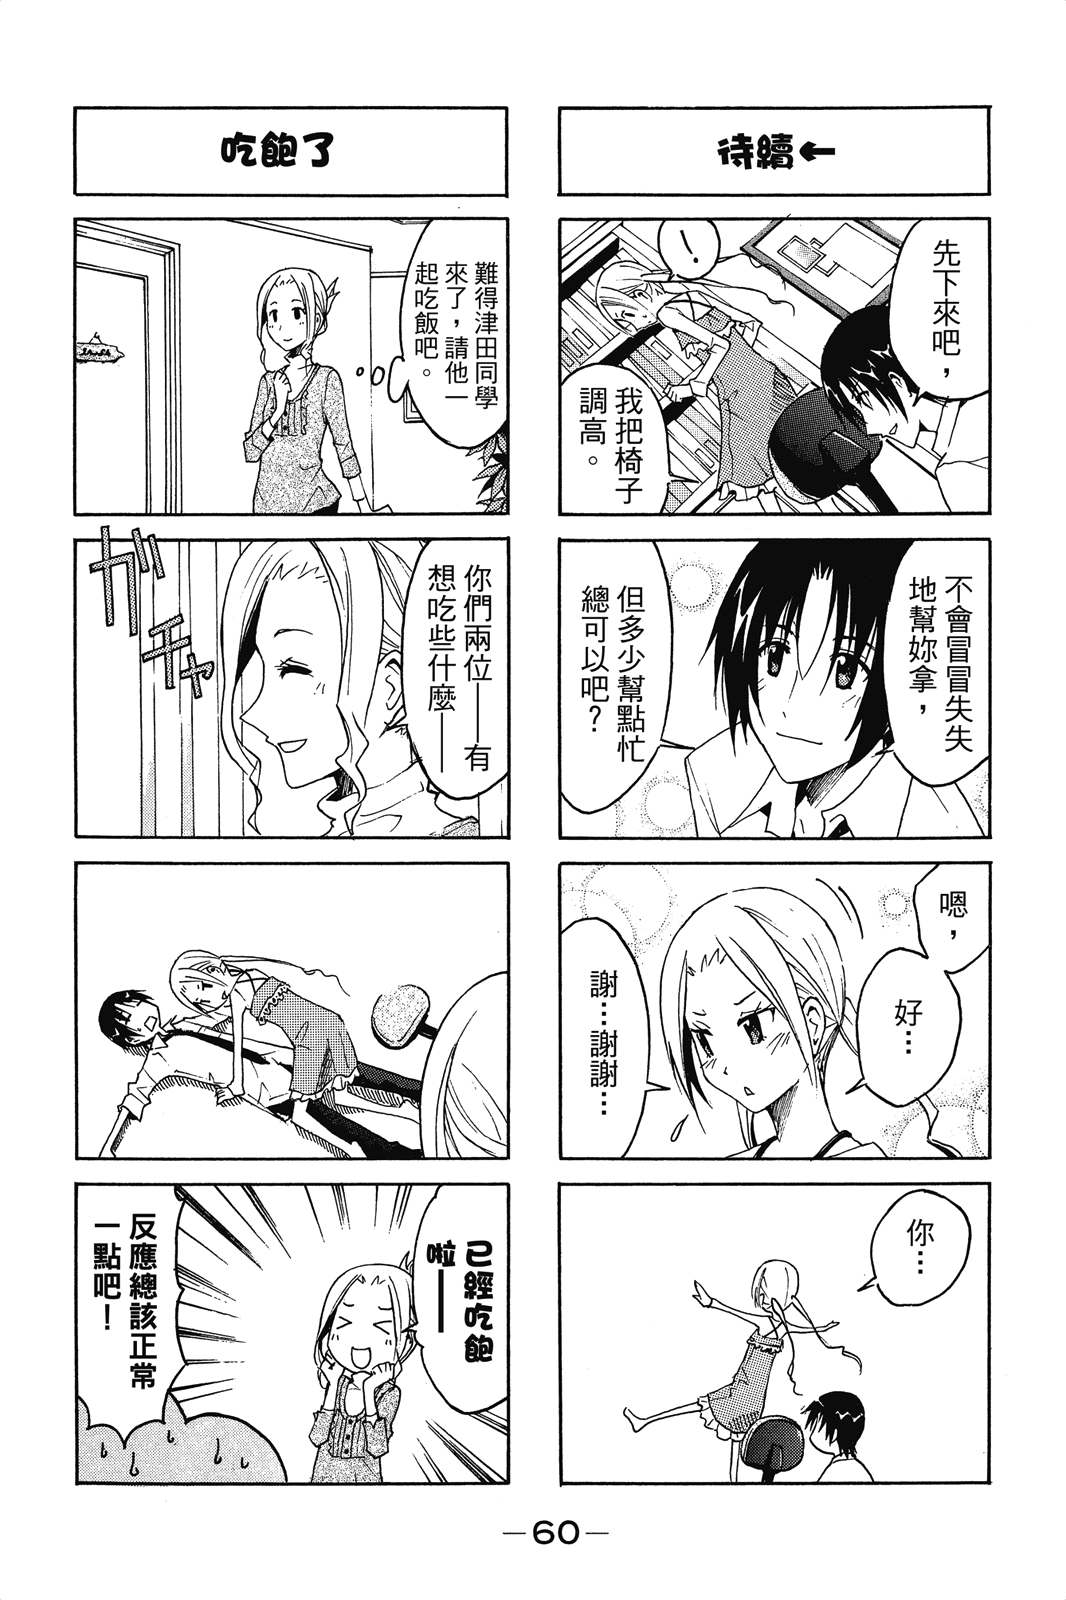 待續←
先下來吧，
！
我把椅子
調高。
不會冒冒失失
地幫妳拿，
但多少幫點忙
總可以吧？
嗯，
好…
謝…謝謝…
你…
吃飽了
難得津田同學
來了，請他一
起吃飯吧。
ガチャ
你們兩位——有
想吃些什麼—
已經吃飽
啦——
反應總該正常
一點吧！
—60—